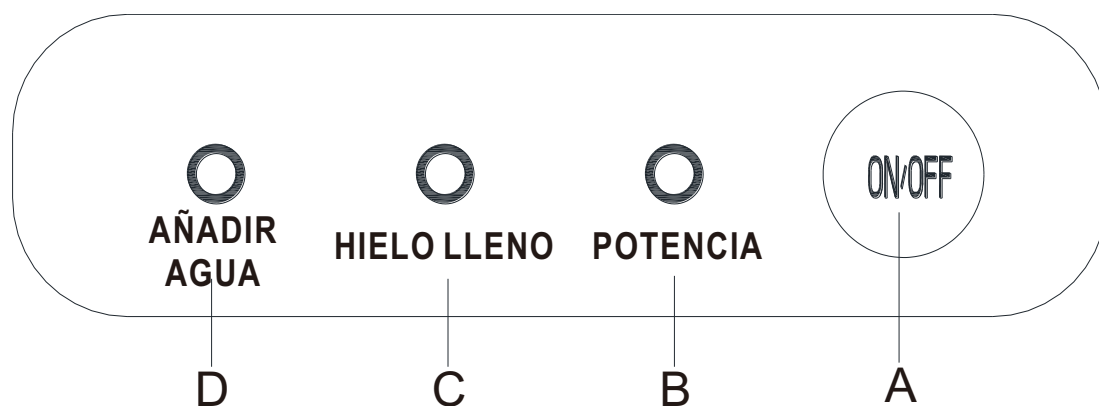 ON/OFF
AÑADIR
AGUA
HIELO LLENO
POTENCIA
D
C
B
A